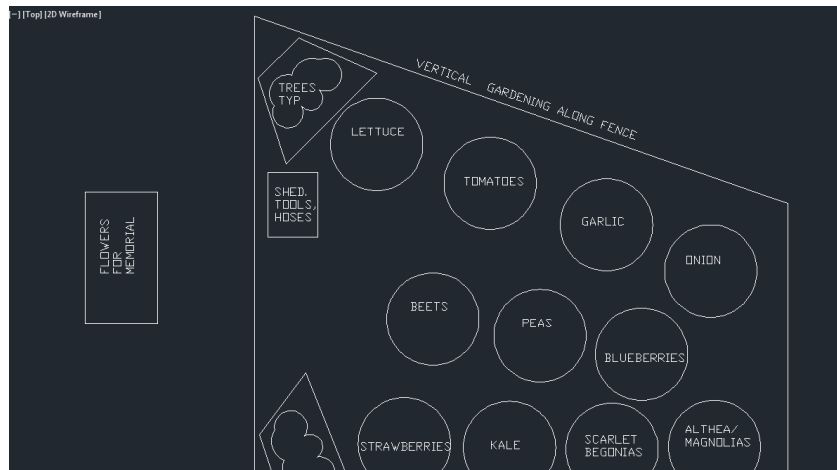 [−] [Top] [2D Wireframe]
VERTICAL GARDENING ALONG FENCE
TREES
TYP
LETTUCE
TOMATOES
SHED.
TOOLS,
HOSES
GARLIC
FLOWERS
FOR
MEMORIAL
ONION
BEETS
PEAS
BLUEBERRIES
STRAWBERRIES
KALE
SCARLET
BEGONIAS
ALTHEA/
MAGNOLIAS